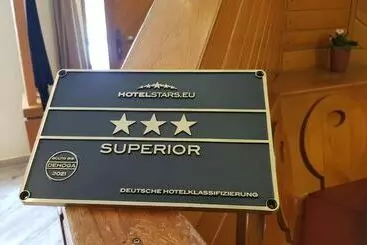 HOTELSTARS.EU
SUPERIOR
DEHOGA
2021
DEUTSCHE HOTELKLASSIFIZIERUNG